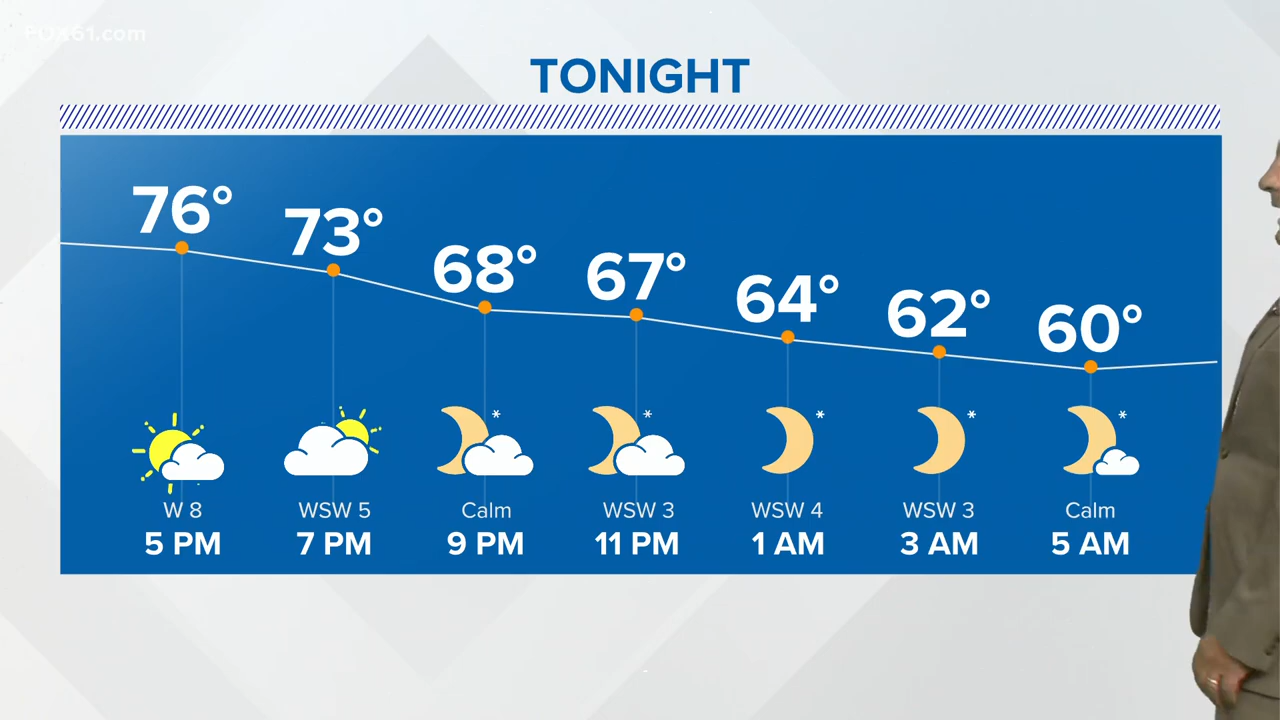 FOX61.com
TONIGHT
76° 73° 68° 67° 64° 62° 60°
W 8 WSW 5 Calm WSW 3 WSW 4 WSW 3 Calm
5 PM 7 PM 9 PM 11 PM 1 AM 3 AM 5 AM